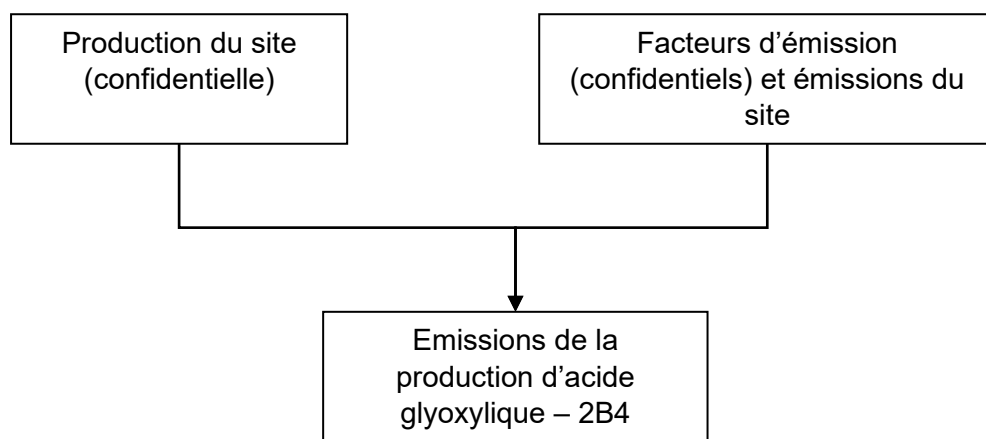 Production du site
(confidentielle)
Facteurs d’émission
(confidentiels) et émissions du
site
Emissions de la
production d’acide
glyoxylique – 2B4